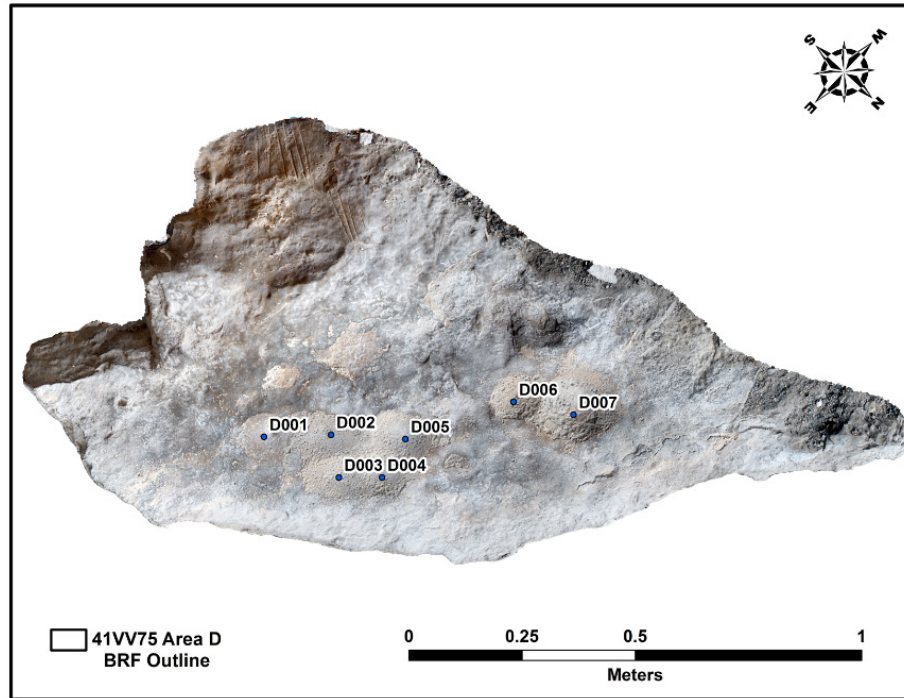 S W
E N
D006
D007
D001 D002 D005
D003 D004
41VV75 Area D
BRF Outline
0 0.25 0.5 1
Meters